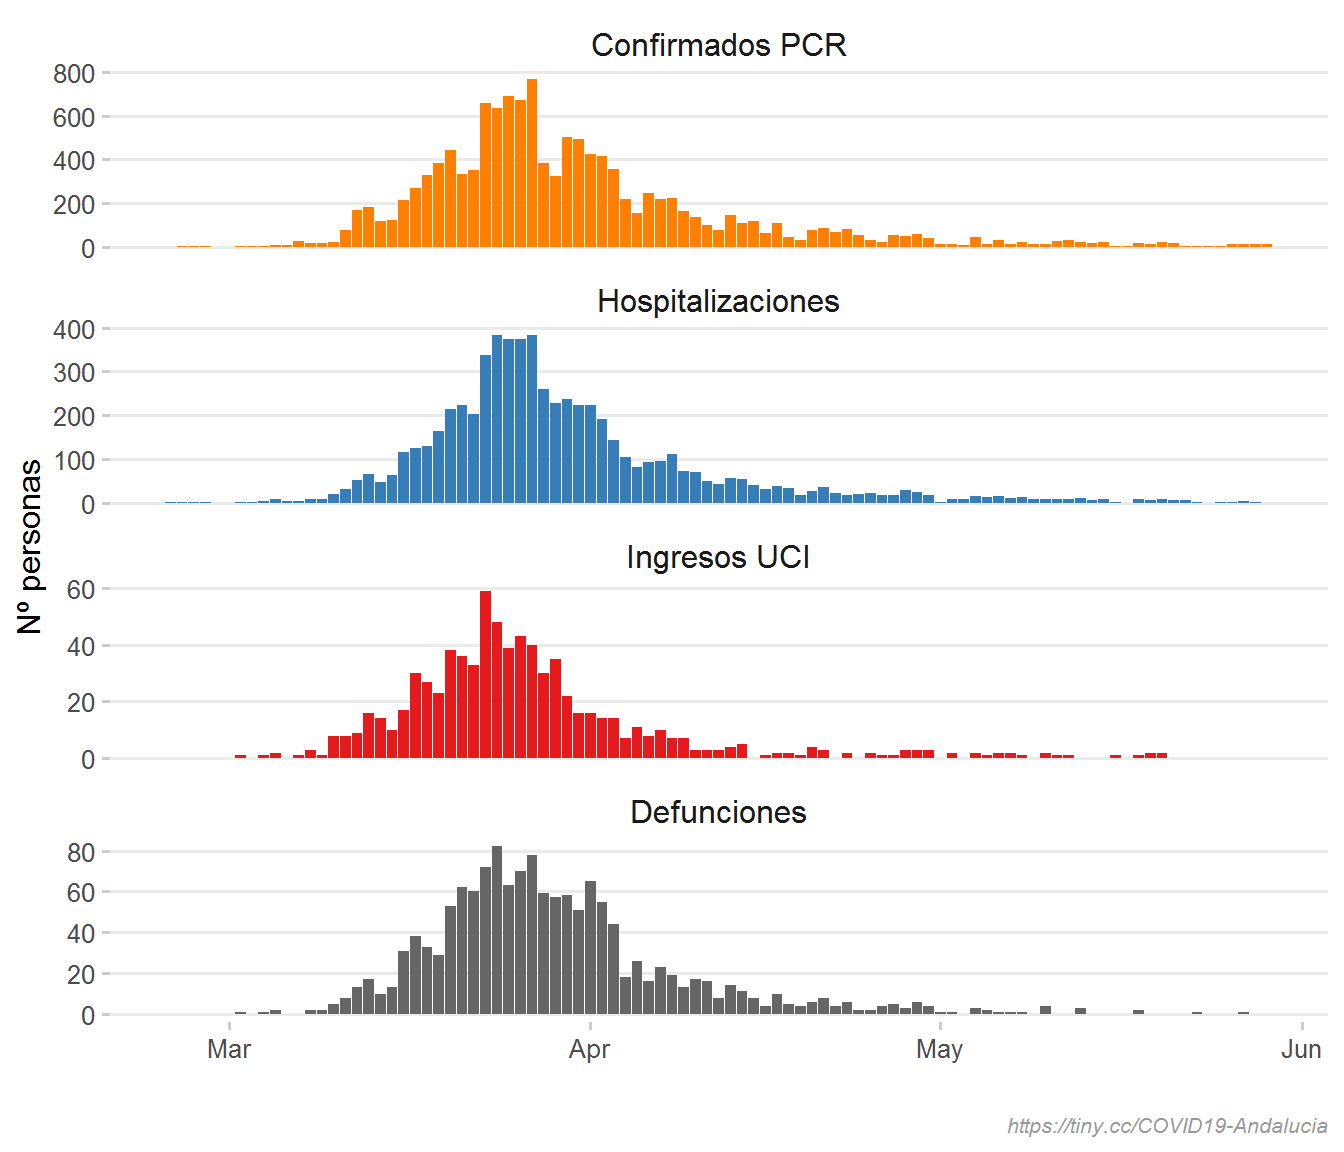 Confirmados PCR
800
600
400
200
0
Hospitalizaciones
400
300
200
100
0
Nº personas
Ingresos UCI
60
40
20
0
Defunciones
80
60
40
20
0
Mar Apr May Jun
https://tiny.cc/COVID19-Andalucia